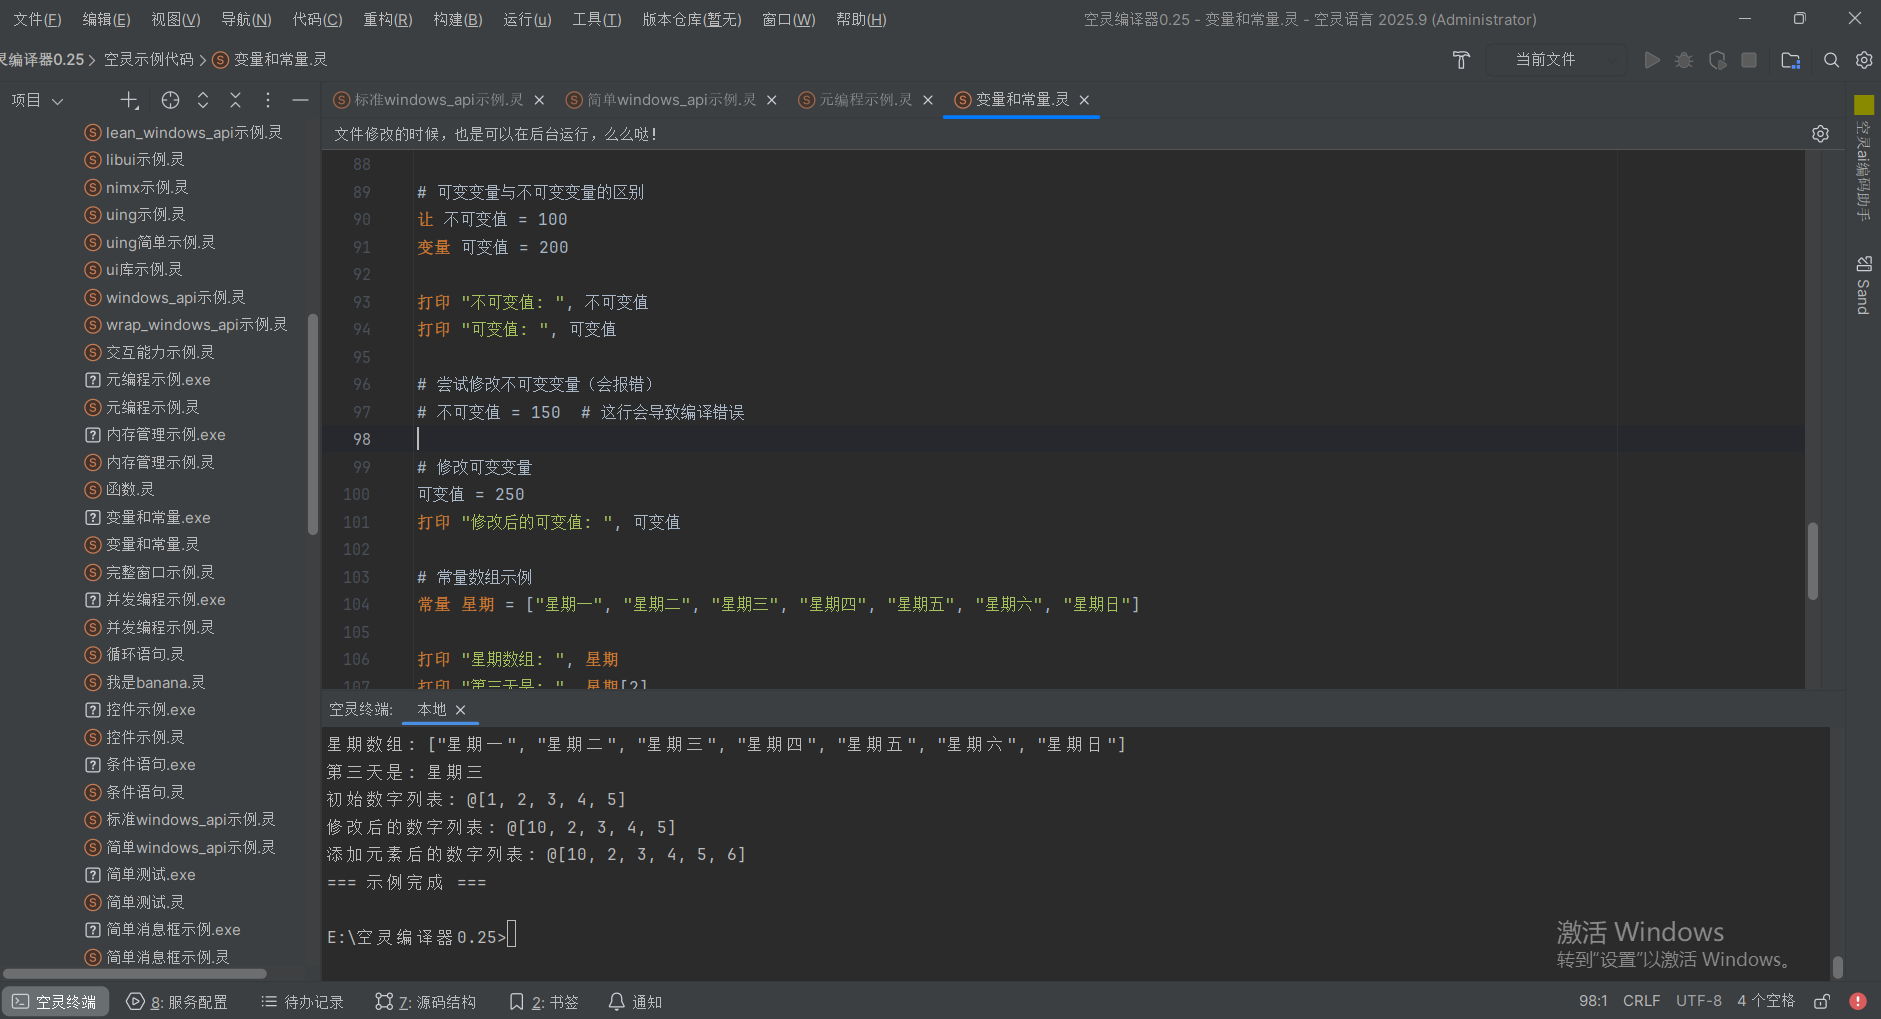 文件(F) 编辑(E) 视图(V) 导航(N) 代码(C) 重构(R) 构建(B) 运行(u) 工具(T) 版本仓库(暂无) 窗口(W) 帮助(H) 空灵编译器0.25 - 变量和常量.灵 - 空灵语言 2025.9 (Administrator)
灵编译器0.25 空灵示例代码 变量和常量.灵 当前文件
项目
lean_windows_api示例.灵
libui示例.灵
nimx示例.灵
uing示例.灵
uing简单示例.灵
ui库示例.灵
windows_api示例.灵
wrap_windows_api示例.灵
交互能力示例.灵
元编程示例.exe
元编程示例.灵
内存管理示例.exe
内存管理示例.灵
函数.灵
变量和常量.exe
变量和常量.灵
完整窗口示例.灵
并发编程示例.exe
并发编程示例.灵
循环语句.灵
我是banana.灵
控件示例.exe
控件示例.灵
条件语句.exe
条件语句.灵
标准windows_api示例.灵
简单windows_api示例.灵
简单测试.exe
简单测试.灵
简单消息框示例.exe
简单消息框示例.灵
标准windows_api示例.灵 简单windows_api示例.灵 元编程示例.灵 变量和常量.灵
文件修改的时候，也是可以在后台运行，么么哒!
88
89 # 可变变量与不可变变量的区别
90 让 不可变值 = 100
91 变量 可变值 = 200
92
93 打印 "不可变值: ", 不可变值
94 打印 "可变值: ", 可变值
95
96 # 尝试修改不可变变量（会报错）
97 # 不可变值 = 150  # 这行会导致编译错误
98
99 # 修改可变变量
100 可变值 = 250
101 打印 "修改后的可变值: ", 可变值
102
103 # 常量数组示例
104 常量 星期 = ["星期一", "星期二", "星期三", "星期四", "星期五", "星期六", "星期日"]
105
106 打印 "星期数组: ", 星期
107 打印 "第三天是: ", 星期[2]
空灵ai编码助手
Sand
空灵终端: 本地
星期数组: ["星期一", "星期二", "星期三", "星期四", "星期五", "星期六", "星期日"]
第三天是: 星期三
初始数字列表: @[1, 2, 3, 4, 5]
修改后的数字列表: @[10, 2, 3, 4, 5]
添加元素后的数字列表: @[10, 2, 3, 4, 5, 6]
=== 示例完成 ===
E:\空灵编译器0.25>
激活 Windows
转到“设置”以激活 Windows。
空灵终端 8: 服务配置 待办记录 7: 源码结构 2: 书签 通知 98:1 CRLF UTF-8 4 个空格